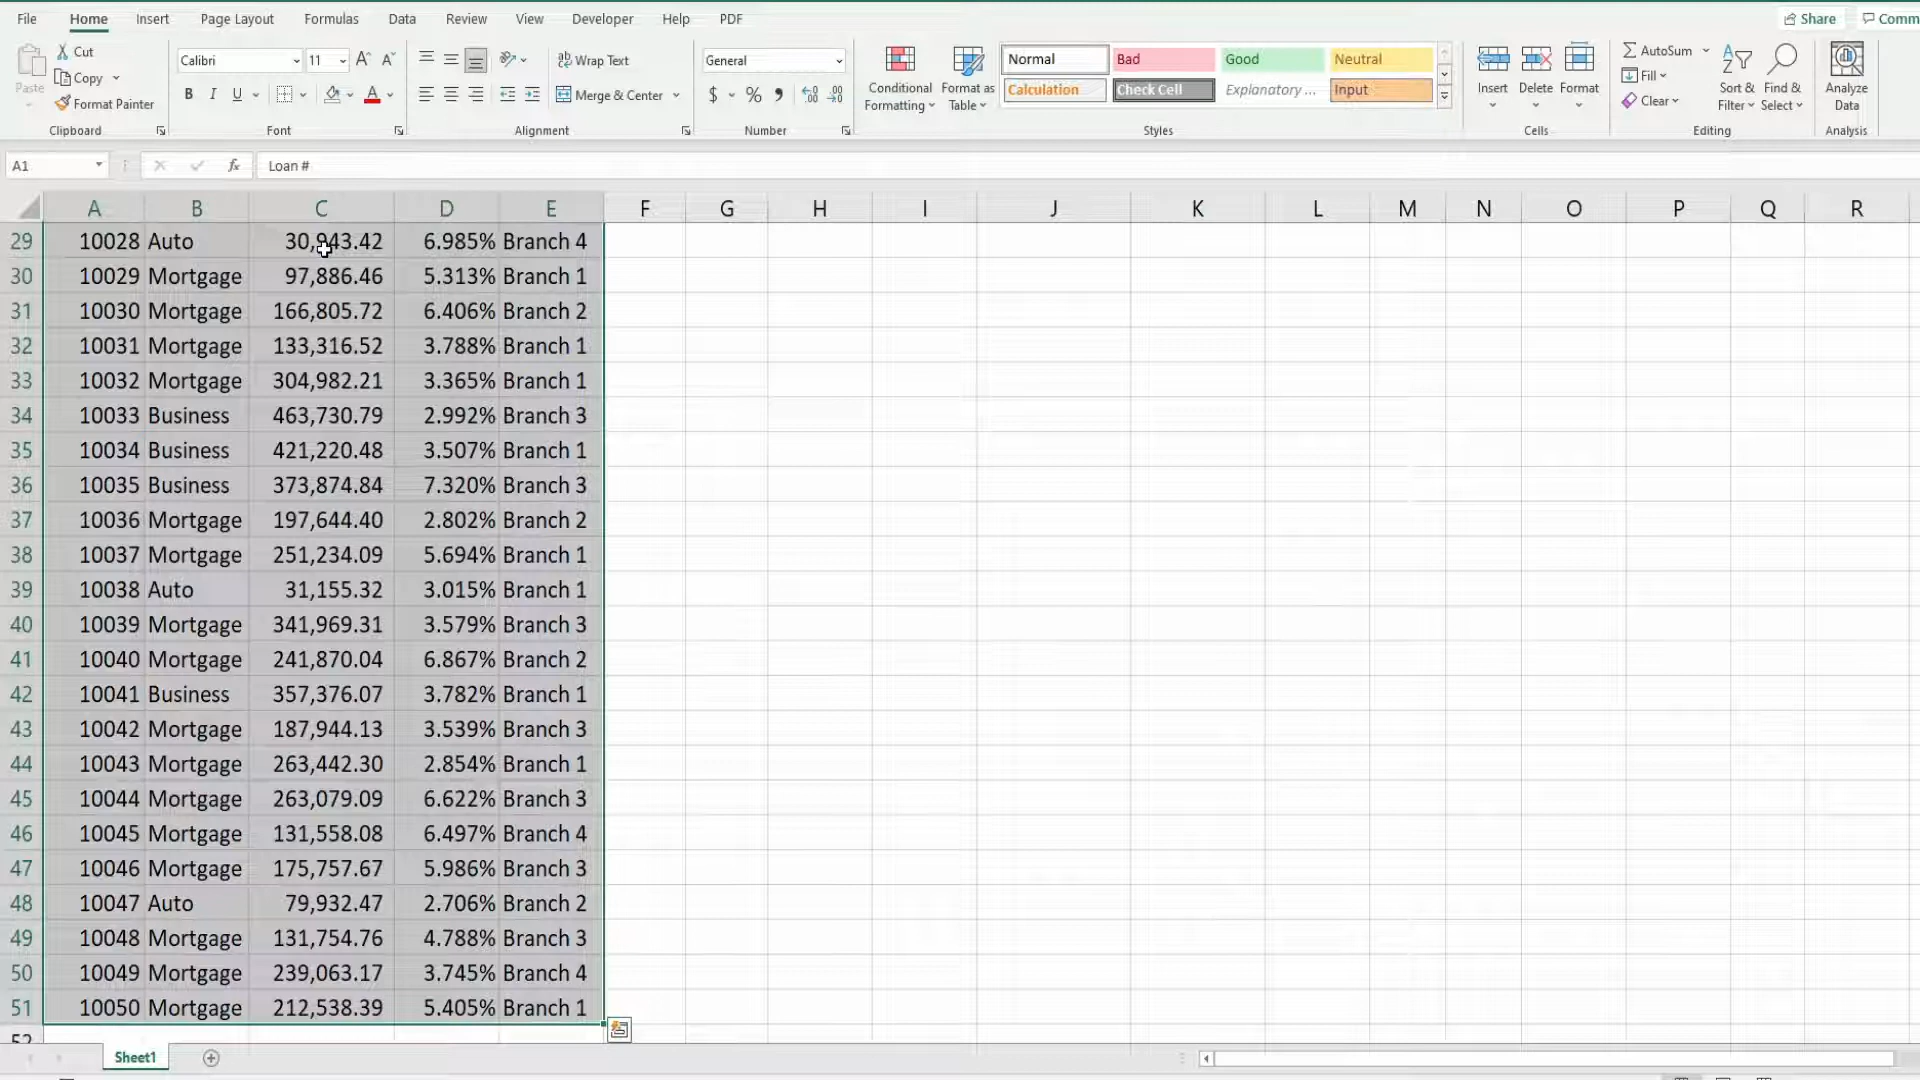 File Home Insert Page Layout Formulas Data Review View Developer Help PDF Share Comm
Cut
Copy
Format Painter
Paste
Clipboard
Calibri 11
B I U
Font
Wrap Text
Merge & Center
Alignment
General
$ % ,
Number
Conditional Formatting
Format as Table
Normal Bad Good Neutral
Calculation Check Cell Explanatory ... Input
Styles
Insert Delete Format
Cells
AutoSum
Fill
Clear
Sort & Filter
Find & Select
Editing
Analyze Data
Analysis
A1 fx Loan #
A B C D E F G H I J K L M N O P Q R
29 10028 Auto 30,943.42 6.985% Branch 4
30 10029 Mortgage 97,886.46 5.313% Branch 1
31 10030 Mortgage 166,805.72 6.406% Branch 2
32 10031 Mortgage 133,316.52 3.788% Branch 1
33 10032 Mortgage 304,982.21 3.365% Branch 1
34 10033 Business 463,730.79 2.992% Branch 3
35 10034 Business 421,220.48 3.507% Branch 1
36 10035 Business 373,874.84 7.320% Branch 3
37 10036 Mortgage 197,644.40 2.802% Branch 2
38 10037 Mortgage 251,234.09 5.694% Branch 1
39 10038 Auto 31,155.32 3.015% Branch 1
40 10039 Mortgage 341,969.31 3.579% Branch 3
41 10040 Mortgage 241,870.04 6.867% Branch 2
42 10041 Business 357,376.07 3.782% Branch 1
43 10042 Mortgage 187,944.13 3.539% Branch 3
44 10043 Mortgage 263,442.30 2.854% Branch 1
45 10044 Mortgage 263,079.09 6.622% Branch 3
46 10045 Mortgage 131,558.08 6.497% Branch 4
47 10046 Mortgage 175,757.67 5.986% Branch 3
48 10047 Auto 79,932.47 2.706% Branch 2
49 10048 Mortgage 131,754.76 4.788% Branch 3
50 10049 Mortgage 239,063.17 3.745% Branch 4
51 10050 Mortgage 212,538.39 5.405% Branch 1
52
Sheet1